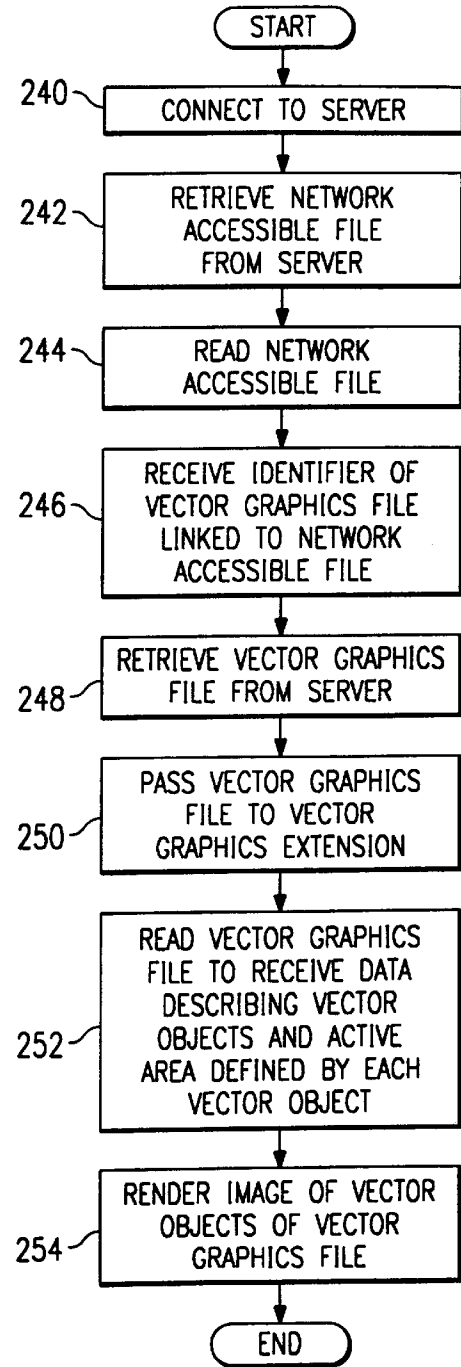 START
240
CONNECT TO SERVER
242
RETRIEVE NETWORK
ACCESSIBLE FILE
FROM SERVER
244
READ NETWORK
ACCESSIBLE FILE
246
RECEIVE IDENTIFIER OF
VECTOR GRAPHICS FILE
LINKED TO NETWORK
ACCESSIBLE FILE
248
RETRIEVE VECTOR GRAPHICS
FILE FROM SERVER
250
PASS VECTOR GRAPHICS
FILE TO VECTOR
GRAPHICS EXTENSION
252
READ VECTOR GRAPHICS
FILE TO RECEIVE DATA
DESCRIBING VECTOR
OBJECTS AND ACTIVE
AREA DEFINED BY EACH
VECTOR OBJECT
254
RENDER IMAGE OF VECTOR
OBJECTS OF VECTOR
GRAPHICS FILE
END